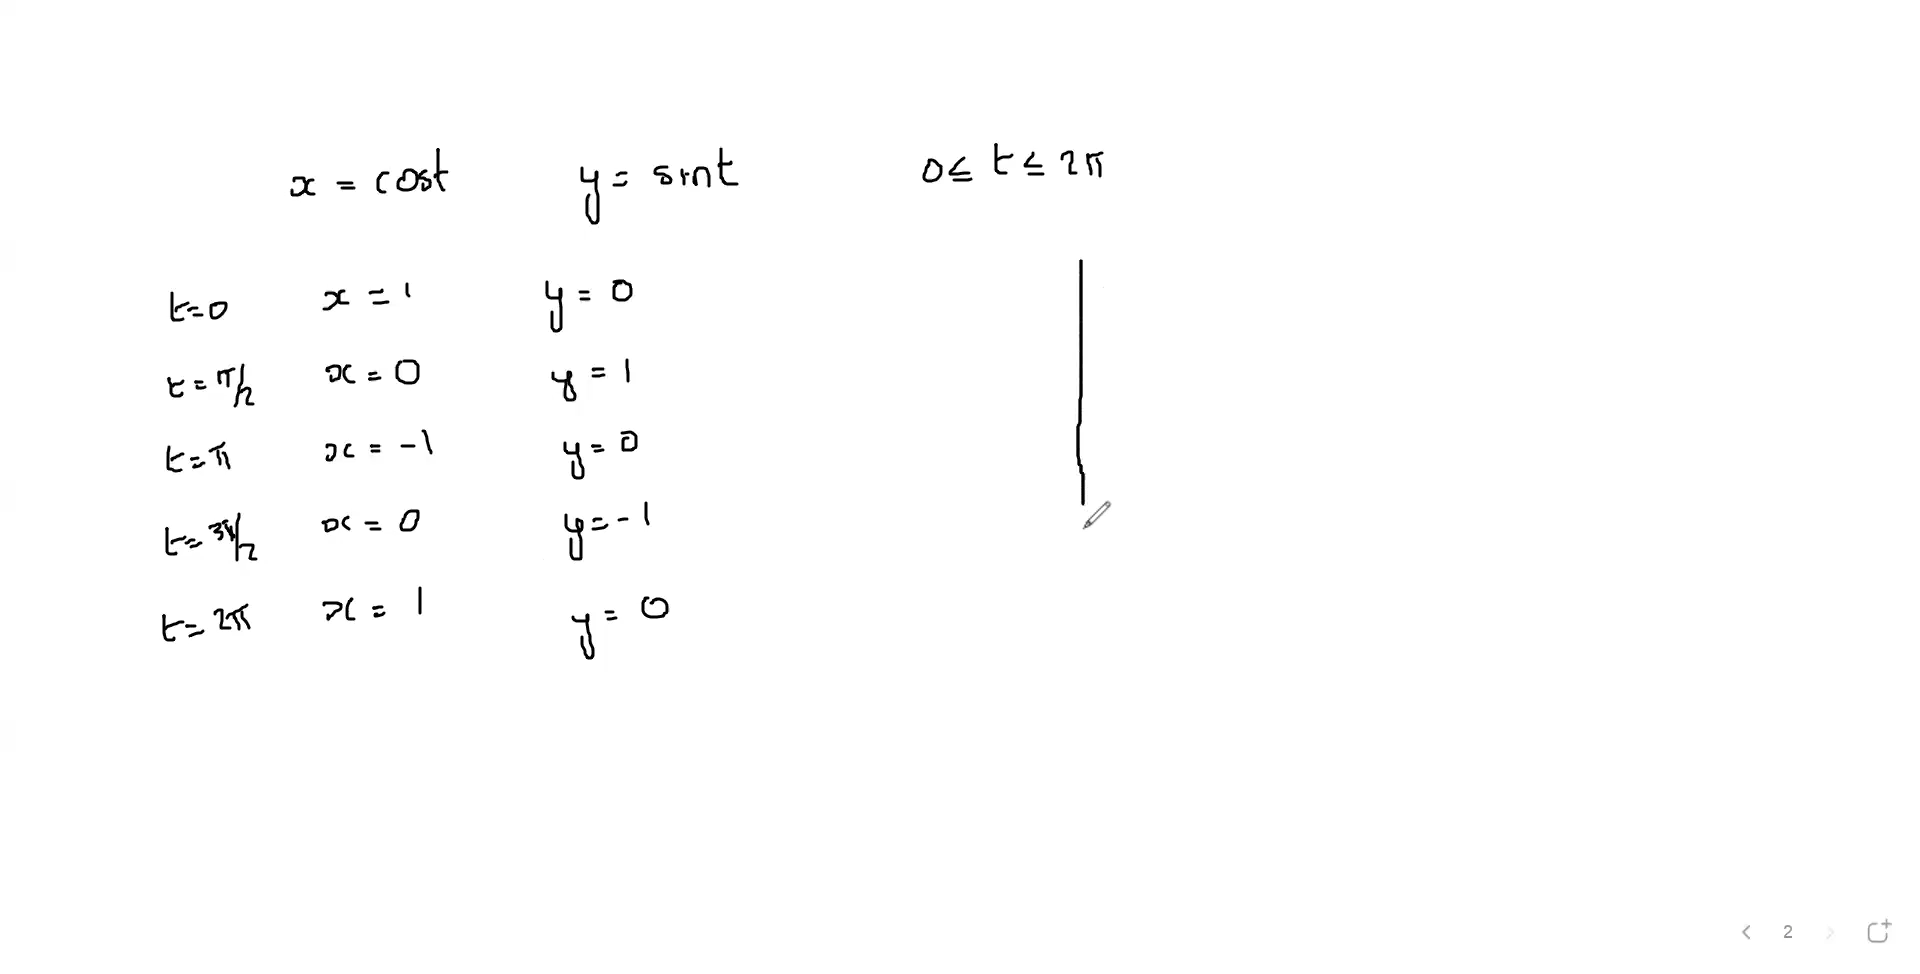 x = cost y = sint 0 ≤ t ≤ 2π
t=0 x = 1 y = 0
t = π/2 x = 0 y = 1
t = π x = -1 y = 0
t = 3π/2 x = 0 y = -1
t = 2π x = 1 y = 0
2